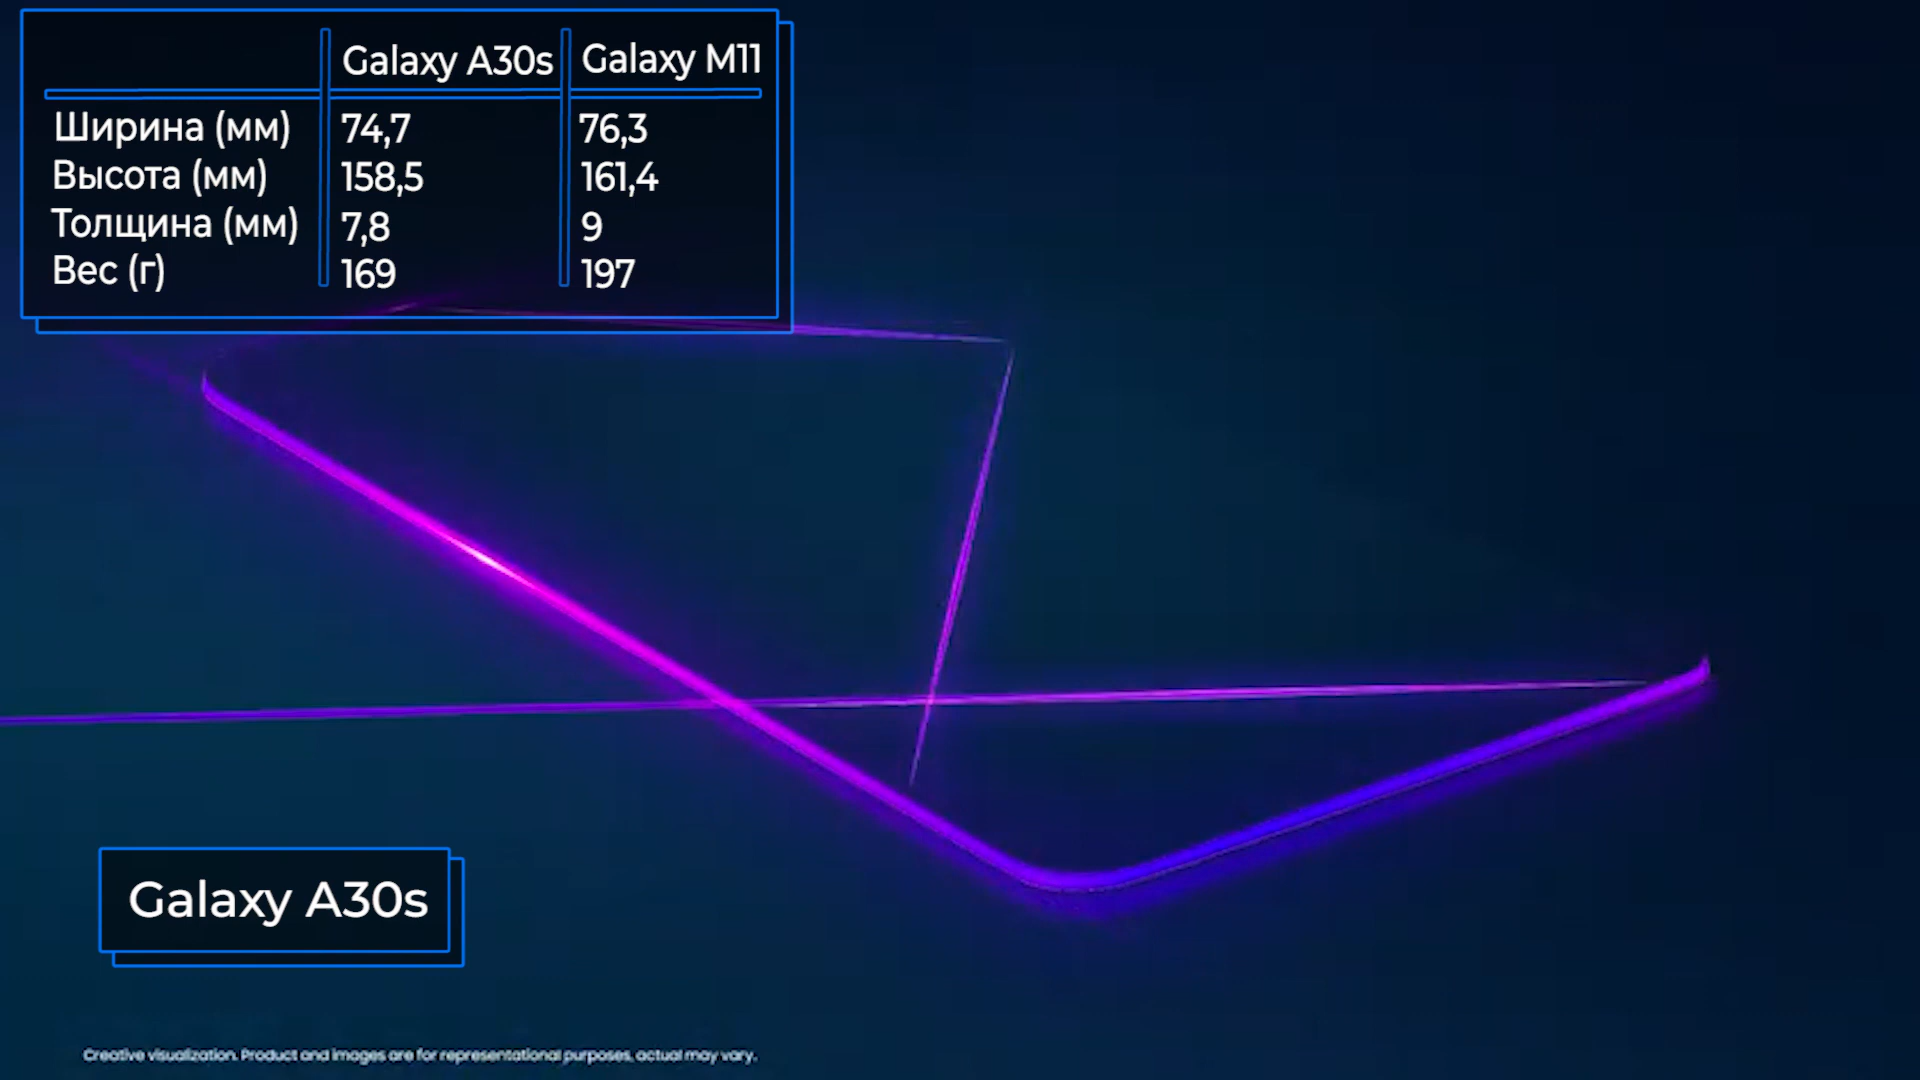 Galaxy A30s Galaxy M11
Ширина (мм) 74,7 76,3
Высота (мм) 158,5 161,4
Толщина (мм) 7,8 9
Вес (г) 169 197
Galaxy A30s
Creative visualization. Product and images are for representational purposes, actual may vary.